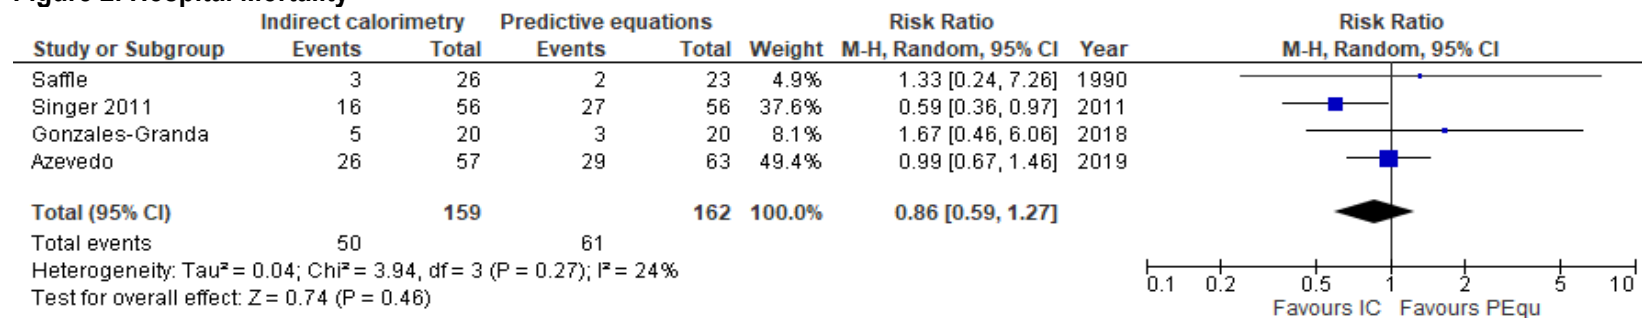 Indirect calorimetry Predictive equations Risk Ratio Risk Ratio
Study or Subgroup Events Total Events Total Weight M-H, Random, 95% CI Year M-H, Random, 95% CI
Saffle 3 26 2 23 4.9% 1.33 [0.24, 7.26] 1990
Singer 2011 16 56 27 56 37.6% 0.59 [0.36, 0.97] 2011
Gonzales-Granda 5 20 3 20 8.1% 1.67 [0.46, 6.06] 2018
Azevedo 26 57 29 63 49.4% 0.99 [0.67, 1.46] 2019
Total (95% CI) 159 162 100.0% 0.86 [0.59, 1.27]
Total events 50 61
Heterogeneity: Tau² = 0.04; Chi² = 3.94, df = 3 (P = 0.27); I² = 24%
Test for overall effect: Z = 0.74 (P = 0.46)
0.1 0.2 0.5 1 2 5 10
Favours IC Favours PEqu